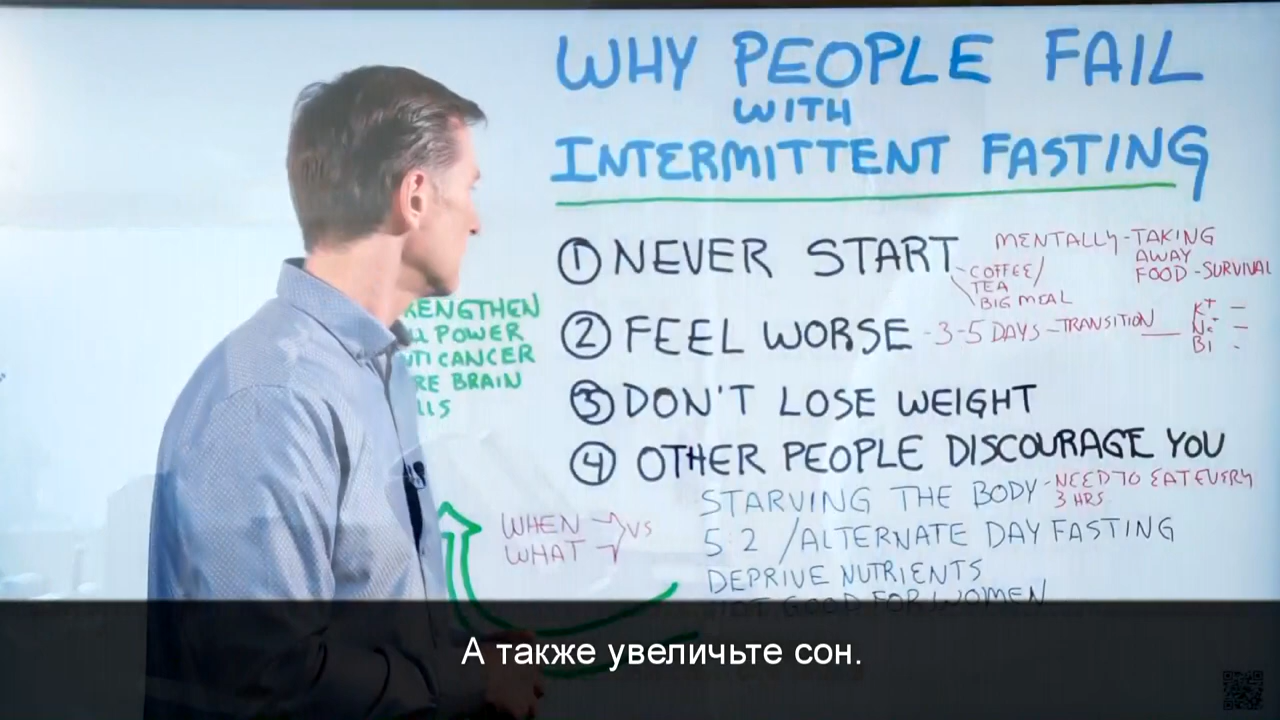 WHY PEOPLE FAIL
WITH
INTERMITTENT FASTING
① NEVER START
MENTALLY-TAKING
AWAY
FOOD-SURVIVAL
COFFEE/
TEA
BIG MEAL
② FEEL WORSE -3-5 DAYS-TRANSITION
K+ -
Na+ -
B1 -
③ DON'T LOSE WEIGHT
④ OTHER PEOPLE DISCOURAGE YOU
STARVING THE BODY-NEED TO EAT EVERY
3 HRS
5:2/ALTERNATE DAY FASTING
DEPRIVE NUTRIENTS
NOT GOOD FOR WOMEN
RENGTHEN
POWER
CANCER
RE BRAIN
LLS
WHEN
VS
WHAT
А также увеличьте сон.